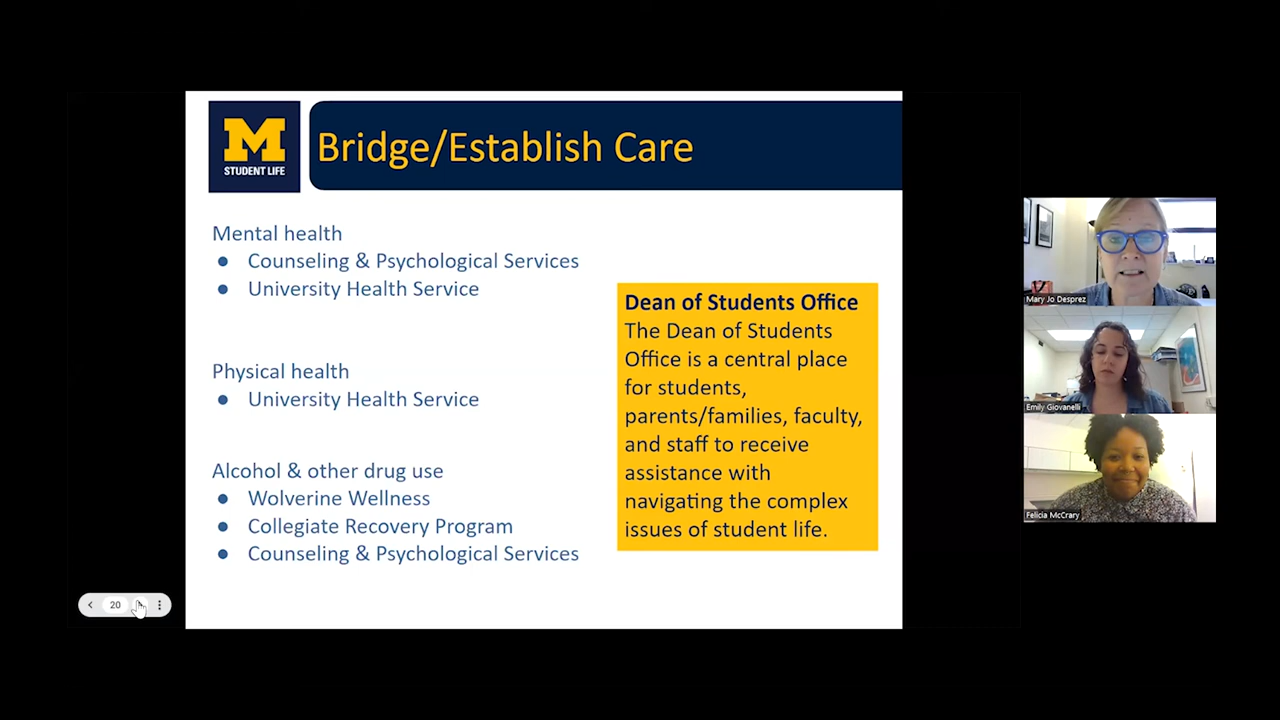 M
STUDENT LIFE
Bridge/Establish Care
Mental health
● Counseling & Psychological Services
● University Health Service
Physical health
● University Health Service
Alcohol & other drug use
● Wolverine Wellness
● Collegiate Recovery Program
● Counseling & Psychological Services
Dean of Students Office
The Dean of Students
Office is a central place
for students,
parents/families, faculty,
and staff to receive
assistance with
navigating the complex
issues of student life.
Mary Jo Desprez
Emily Giovanelli
Felicia McCrary
20